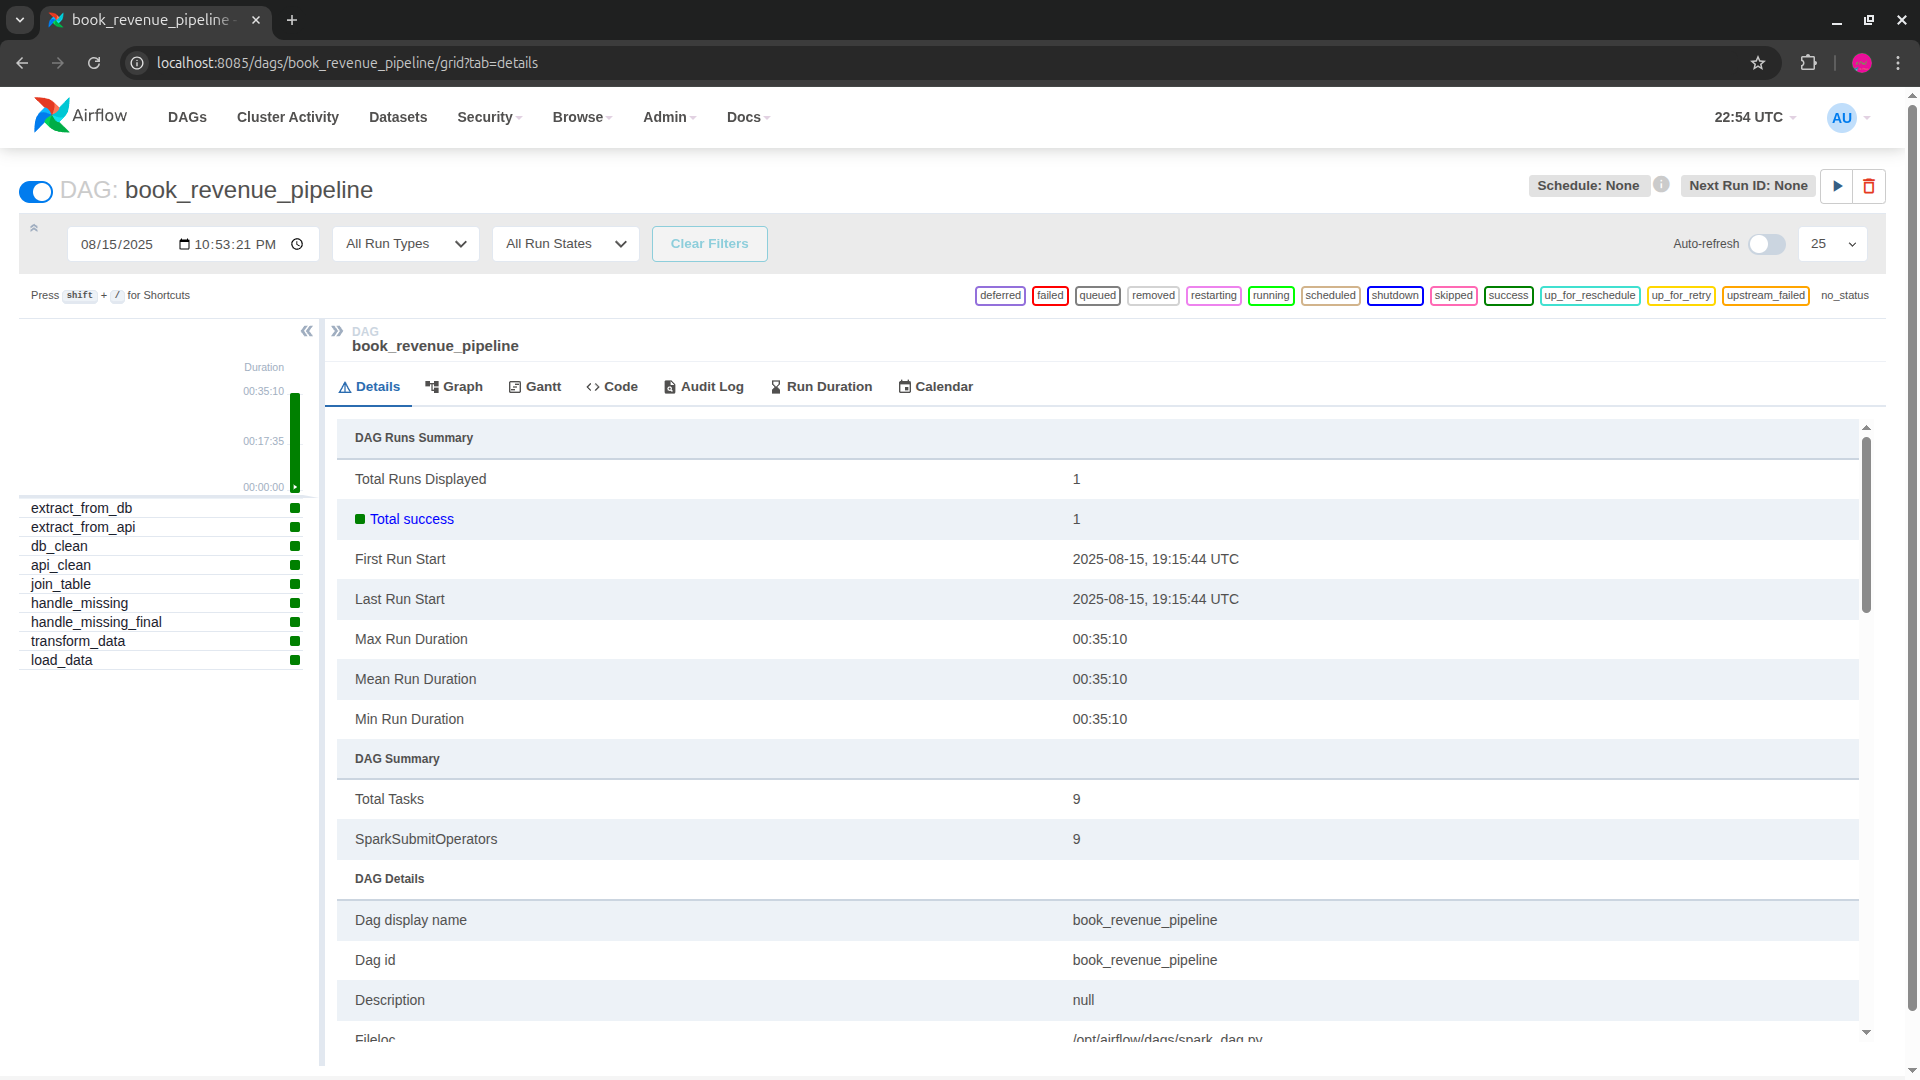 book_revenue_pipeline
localhost:8085/dags/book_revenue_pipeline/grid?tab=details
Airflow
DAGs Cluster Activity Datasets Security Browse Admin Docs 22:54 UTC AU
DAG: book_revenue_pipeline Schedule: None Next Run ID: None
08/15/2025 10:53:21 PM All Run Types All Run States Clear Filters Auto-refresh 25
Press shift + / for Shortcuts deferred failed queued removed restarting running scheduled shutdown skipped success up_for_reschedule up_for_retry upstream_failed no_status
Duration
00:35:10
00:17:35
00:00:00
extract_from_db
extract_from_api
db_clean
api_clean
join_table
handle_missing
handle_missing_final
transform_data
load_data
DAG
book_revenue_pipeline
Details Graph Gantt Code Audit Log Run Duration Calendar
DAG Runs Summary
Total Runs Displayed 1
Total success 1
First Run Start 2025-08-15, 19:15:44 UTC
Last Run Start 2025-08-15, 19:15:44 UTC
Max Run Duration 00:35:10
Mean Run Duration 00:35:10
Min Run Duration 00:35:10
DAG Summary
Total Tasks 9
SparkSubmitOperators 9
DAG Details
Dag display name book_revenue_pipeline
Dag id book_revenue_pipeline
Description null
Fileloc /opt/airflow/dags/spark_dag.py